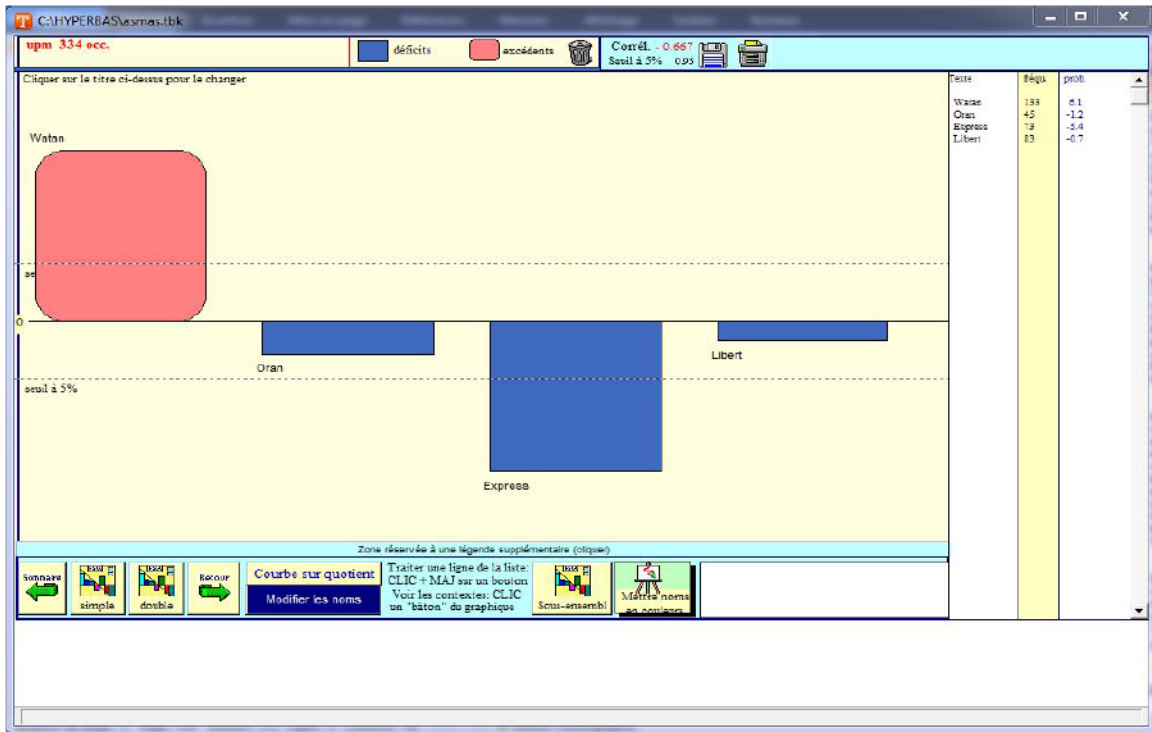 C:\HYPERBAS\asmas.tbk
upm 334 occ.
déficits
excédents
Corrél. - 0.667
Seuil à 5% 0.95
Cliquer sur le titre ci-dessus pour le changer
Texte fréqu. prob.
Watan 133 6.1
Oran 45 -1.2
Express 73 -5.4
Libert 83 -0.7
Watan
se
0
Oran
Libert
seuil à 5%
Express
Zone réservée à une légende supplémentaire (cliquer)
Sommaire
simple
double
Retour
Courbe sur quotient
Modifier les noms
Traiter une ligne de la liste:
CLIC + MAJ sur un bouton
Voir les contextes: CLIC
un "bâton" du graphique
Sous-ensembl
Mettre noms
en couleurs